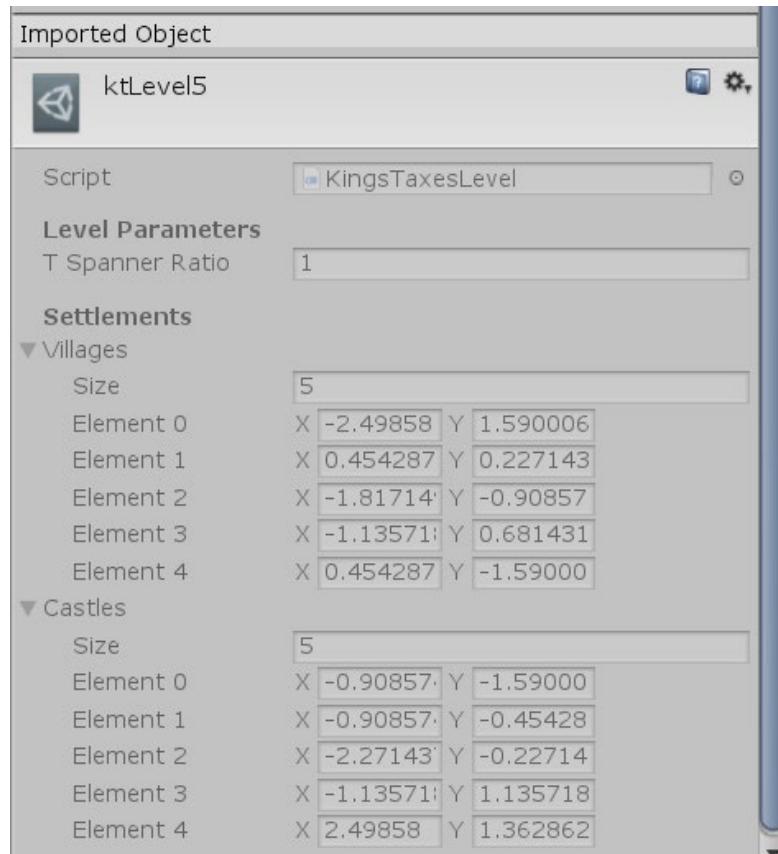 Imported Object
ktLevel5
Script KingsTaxesLevel
Level Parameters
T Spanner Ratio 1
Settlements
Villages
Size 5
Element 0 X -2.49858 Y 1.590006
Element 1 X 0.454287 Y 0.227143
Element 2 X -1.81714 Y -0.90857
Element 3 X -1.13571 Y 0.681431
Element 4 X 0.454287 Y -1.59000
Castles
Size 5
Element 0 X -0.90857 Y -1.59000
Element 1 X -0.90857 Y -0.45428
Element 2 X -2.27143 Y -0.22714
Element 3 X -1.13571 Y 1.135718
Element 4 X 2.49858 Y 1.362862